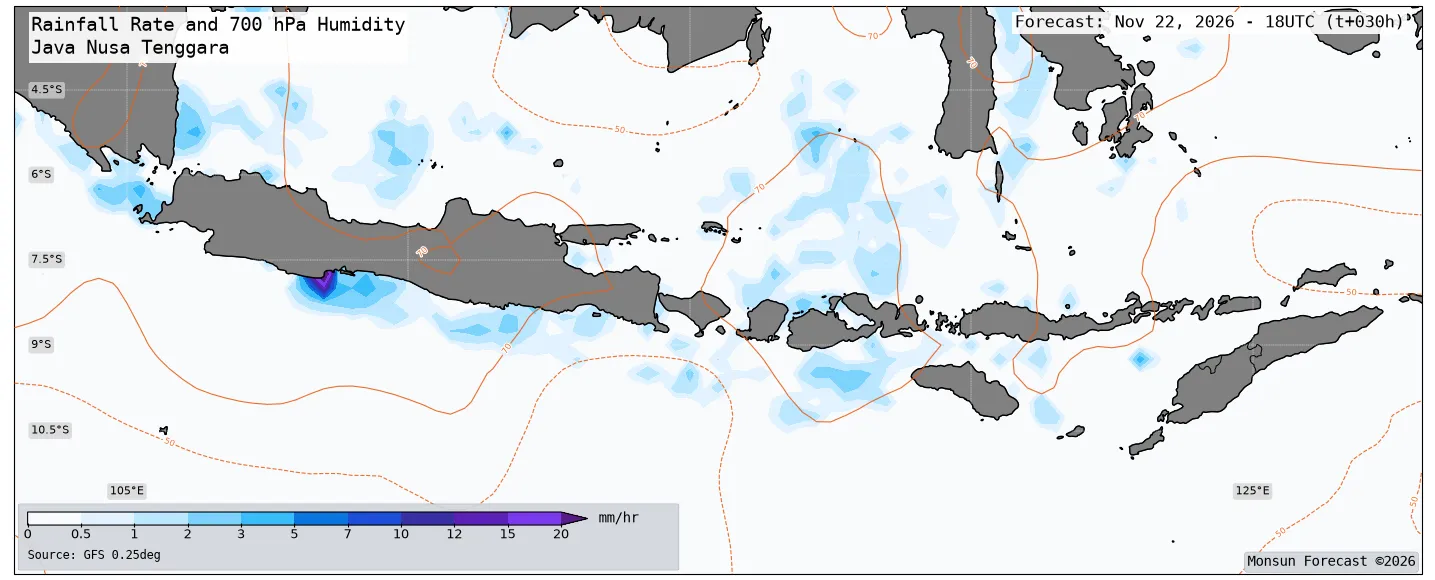 Rainfall Rate and 700 hPa Humidity
Java Nusa Tenggara
Forecast: Nov 22, 2026 - 18UTC (t+030h)
70
70
4.5°S
50
70
6°S
70
70
7.5°S
50
9°S
70
10.5°S
50
105°E
125°E
50
50
0 0.5 1 2 3 5 7 10 12 15 20 mm/hr
Source: GFS 0.25deg
Monsun Forecast ©2026